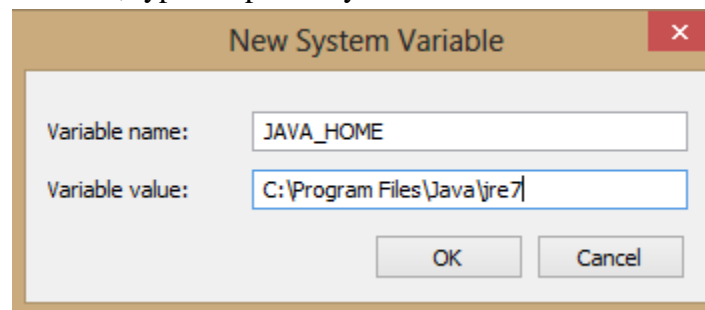 New System Variable
Variable name: JAVA_HOME
Variable value: C:\Program Files\Java\jre7
OK Cancel